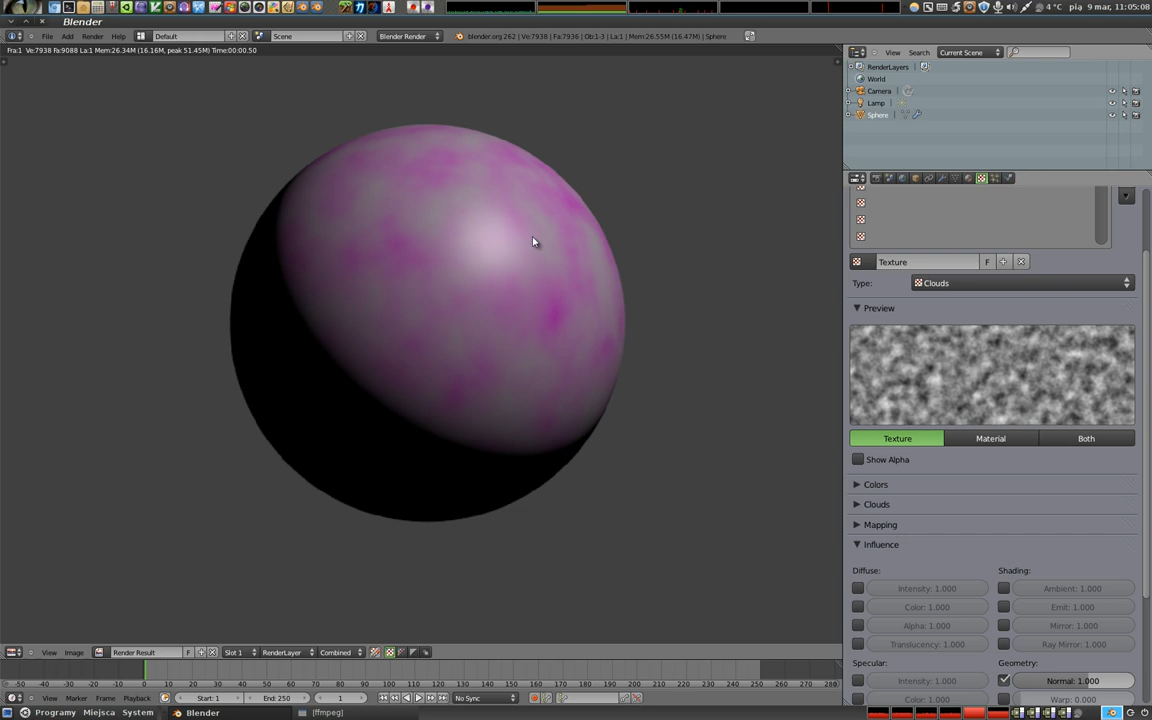 4 °C pią 9 mar, 11:05:08
Blender
File Add Render Help Default Scene Blender Render blender.org 262 | Ve:7938 | Fa:7936 | Ob:1-3 | La:1 | Mem:26.55M (16.47M) | Sphere
Fra:1 Ve:7938 Fa:9088 La:1 Mem:26.34M (16.16M, peak 51.45M) Time:00:00.50
View Search Current Scene
RenderLayers |
World
Camera |
Lamp |
Sphere |
Texture F
Type: Clouds
Preview
Texture Material Both
Show Alpha
Colors
Clouds
Mapping
Influence
Diffuse: Shading:
Intensity: 1.000 Ambient: 1.000
Color: 1.000 Emit: 1.000
Alpha: 1.000 Mirror: 1.000
Translucency: 1.000 Ray Mirror: 1.000
Specular: Geometry:
Intensity: 1.000 Normal: 1.000
Color: 1.000 Warp: 0.000
View Image Render Result F Slot 1 RenderLayer Combined
-50 -40 -30 -20 -10 0 10 20 30 40 50 60 70 80 90 100 110 120 130 140 150 160 170 180 190 200 210 220 230 240 250 260 270 280
View Marker Frame Playback Start: 1 End: 250 1 No Sync
Programy Miejsca System Blender [ffmpeg]